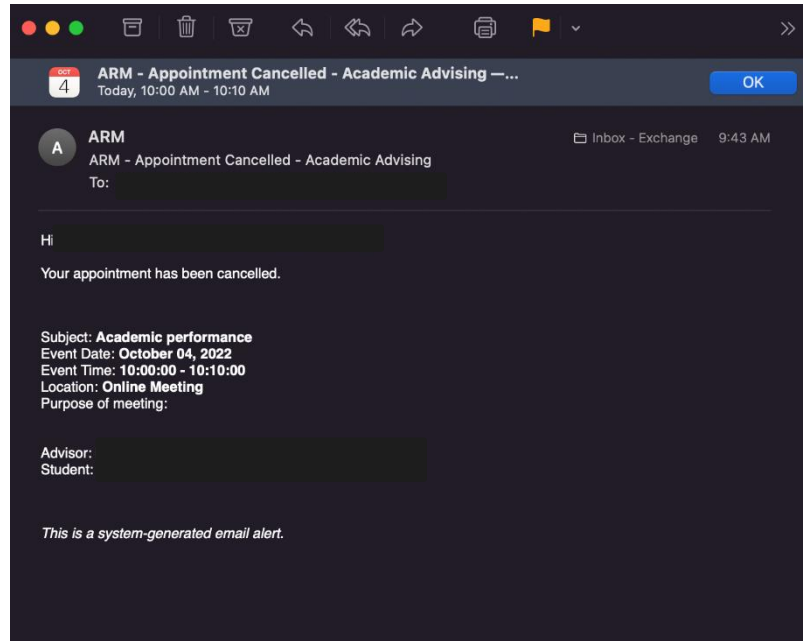 OCT
4
ARM - Appointment Cancelled - Academic Advising —...
Today, 10:00 AM - 10:10 AM
OK
A
ARM
Inbox - Exchange 9:43 AM
ARM - Appointment Cancelled - Academic Advising
To:
Hi
Your appointment has been cancelled.
Subject: Academic performance
Event Date: October 04, 2022
Event Time: 10:00:00 - 10:10:00
Location: Online Meeting
Purpose of meeting:
Advisor:
Student:
This is a system-generated email alert.